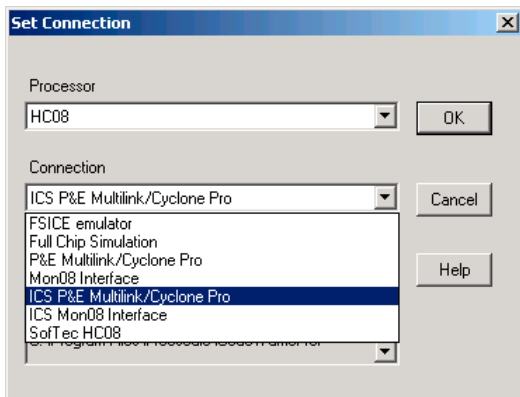 Set Connection
Processor
HC08
OK
Connection
ICS P&E Multilink/Cyclone Pro
Cancel
FSICE emulator
Full Chip Simulation
P&E Multilink/Cyclone Pro
Mon08 Interface
Help
ICS P&E Multilink/Cyclone Pro
ICS Mon08 Interface
SofTec HC08